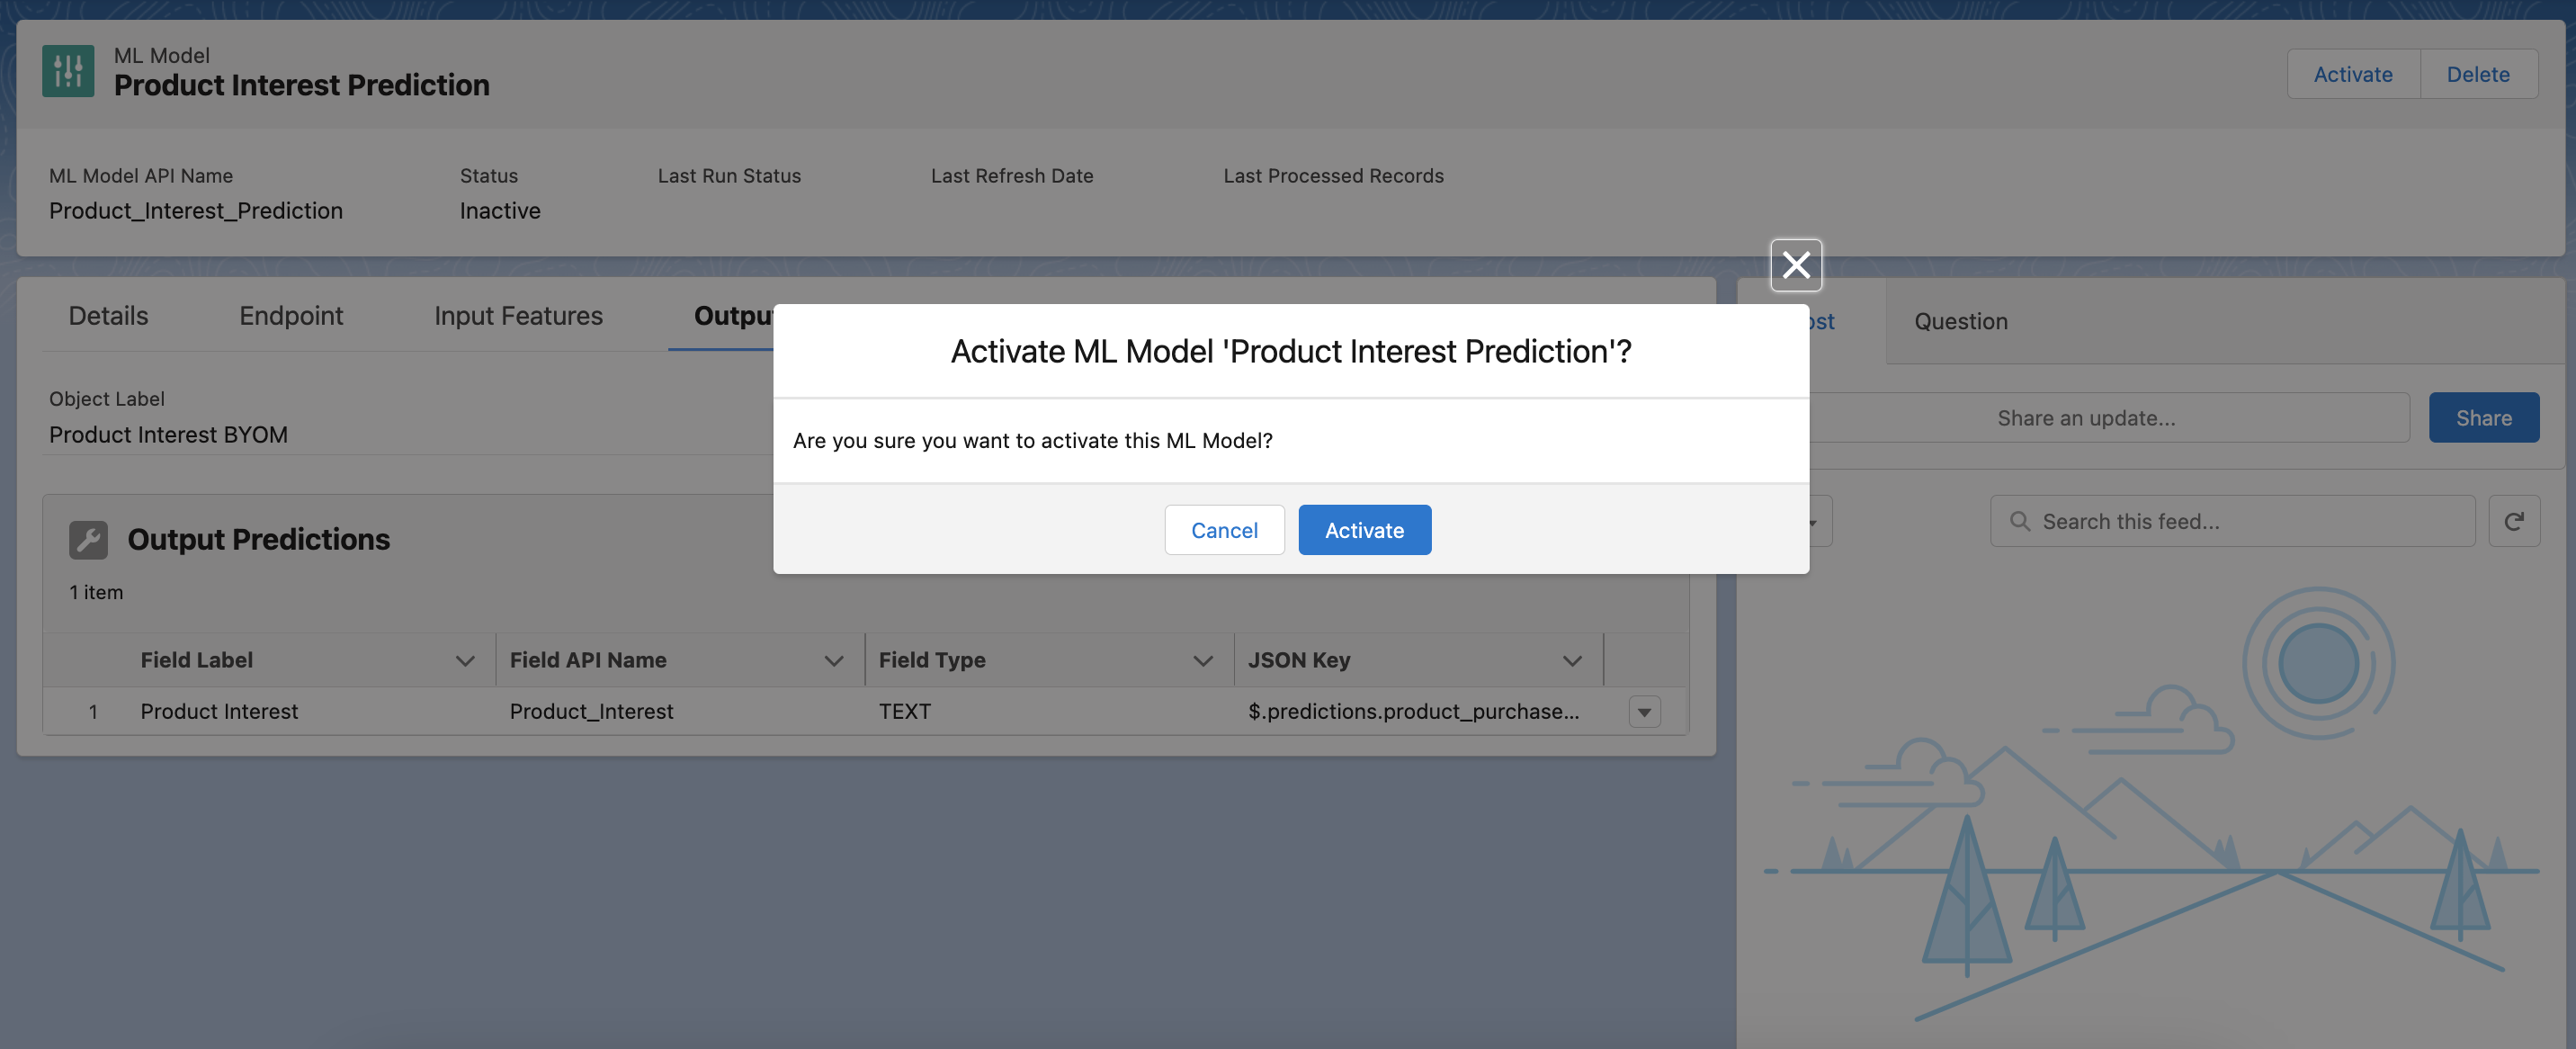 ML Model
Product Interest Prediction
Activate
Delete
ML Model API Name
Status
Last Run Status
Last Refresh Date
Last Processed Records
Product_Interest_Prediction
Inactive
Details
Endpoint
Input Features
Outpu
ost
Question
Activate ML Model 'Product Interest Prediction'?
Are you sure you want to activate this ML Model?
Cancel
Activate
Object Label
Product Interest BYOM
Share an update...
Share
Search this feed...
Output Predictions
1 item
Field Label
Field API Name
Field Type
JSON Key
1
Product Interest
Product_Interest
TEXT
$.predictions.product_purchase...